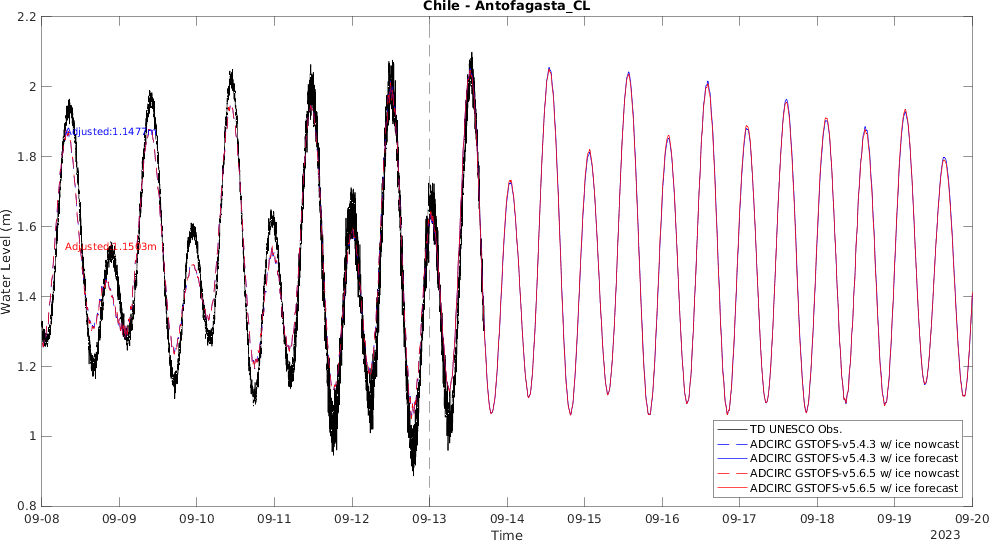 Chile - Antofagasta_CL
2.2
2
1.8
1.6
1.4
1.2
1
0.8
Water Level (m)
Adjusted:1.1477m
Adjusted:1.1503m
TD UNESCO Obs.
ADCIRC GSTOFS-v5.4.3 w/ ice nowcast
ADCIRC GSTOFS-v5.4.3 w/ ice forecast
ADCIRC GSTOFS-v5.6.5 w/ ice nowcast
ADCIRC GSTOFS-v5.6.5 w/ ice forecast
09-08 09-09 09-10 09-11 09-12 09-13 09-14 09-15 09-16 09-17 09-18 09-19 09-20
Time
2023